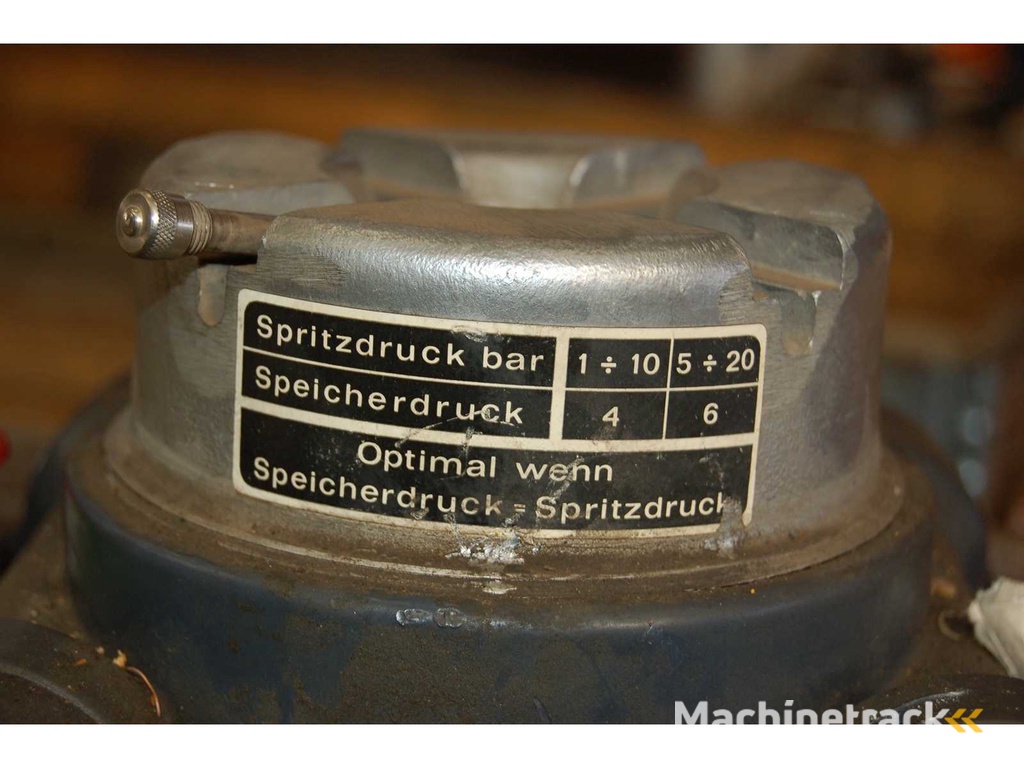 Spritzdruck bar 1 ÷ 10 5 ÷ 20
Speicherdruck 4 6
Optimal wenn
Speicherdruck = Spritzdruck
Machinetrack